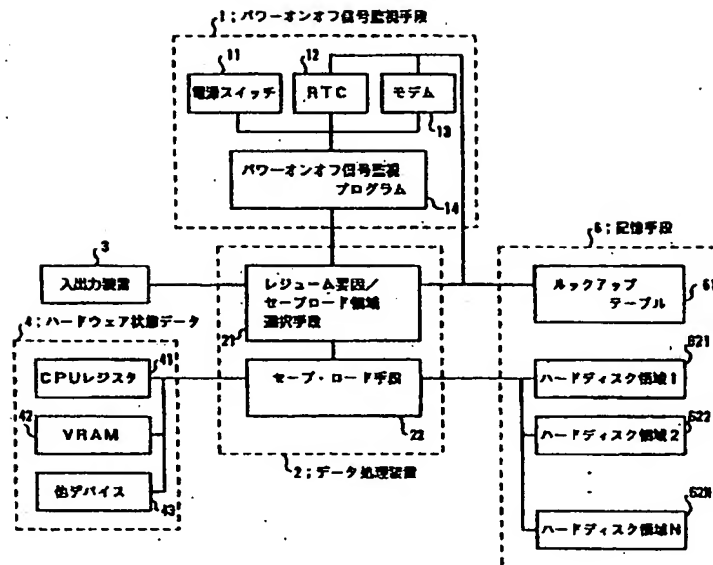 1;パワーオンオフ信号監視手段
11
電源スイッチ
12
RTC
モデム
13
パワーオンオフ信号監視
プログラム
14
3
入出力装置
レジューム要因/
セーブロード領域
選択手段
21
セーブ・ロード手段
22
2;データ処理装置
4;ハードウェア状態データ
41
CPUレジスタ
42
VRAM
他デバイス
43
6;記憶手段
ルックアップ
テーブル
61
621
ハードディスク領域1
622
ハードディスク領域2
62N
ハードディスク領域N